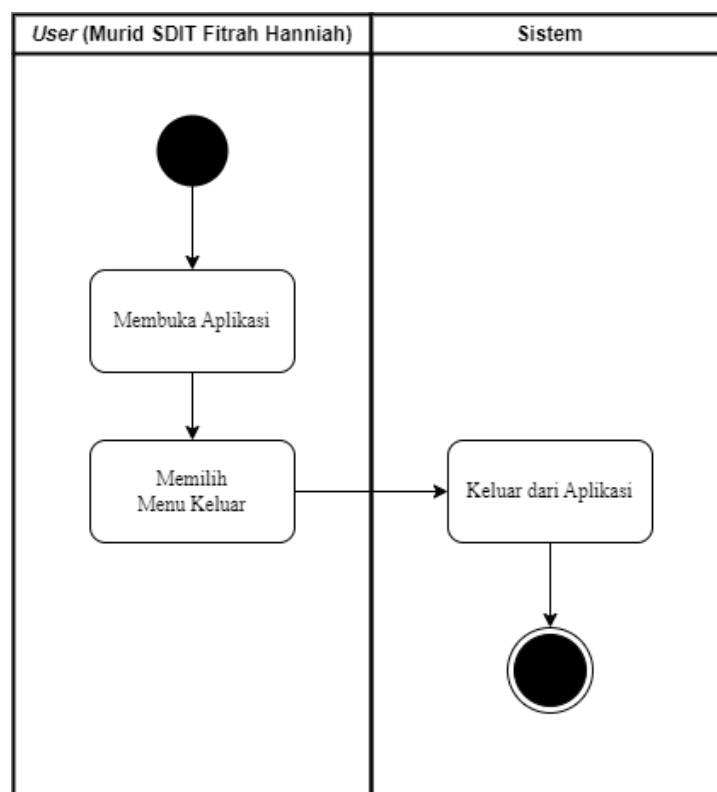 User (Murid SDIT Fitrah Hanniah)
Sistem
Membuka Aplikasi
Memilih
Menu Keluar
Keluar dari Aplikasi